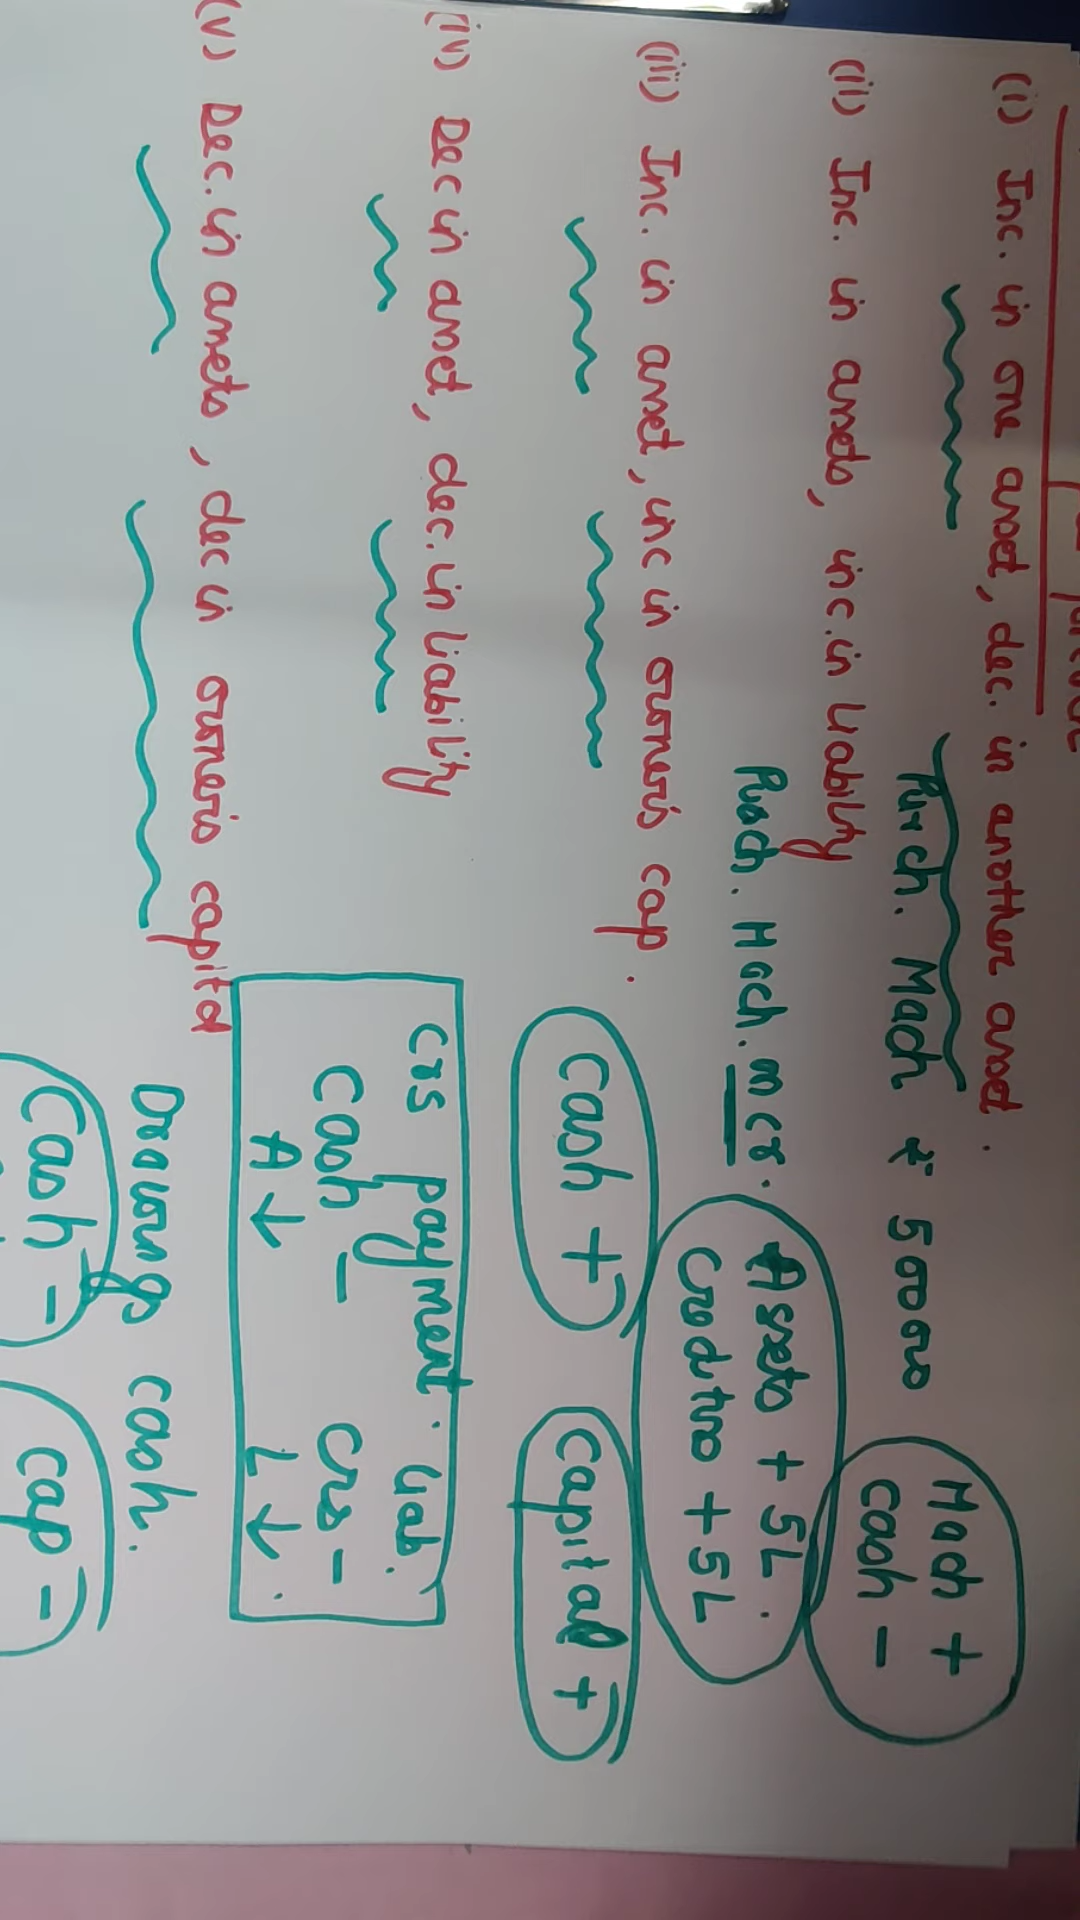 (i) Inc. in one asset, dec. in another asset.
Purch. Mach ₹ 50000
Mach +
cash -
(ii) Inc. in assets, inc. in liability
Puach. Mach. on cr.
Assets + 5L.
Creditors + 5L
(iii) Inc. in asset, inc in owner's cap.
Cash +
Capital +
(iv) Dec in asset, dec. in liability
Crs payment. Liab.
Cash - Crs -
A ↓ L ↓.
(v) Dec. in assets, dec in owner's capital
Drawings cash.
Cash - Cap -